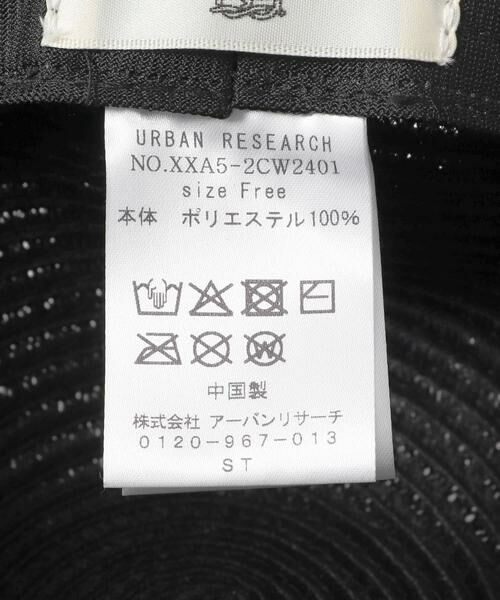 URBAN RESEARCH
NO.XXA5-2CW2401
size Free
本体 ポリエステル100%
中国製
株式会社 アーバンリサーチ
0120-967-013
ST